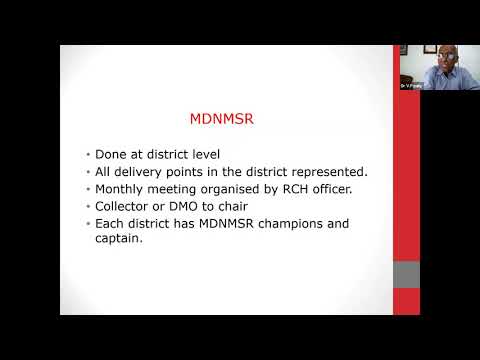 Dr V.P
MDNMSR
• Done at district level
• All delivery points in the district represented.
• Monthly meeting organised by RCH officer.
• Collector or DMO to chair
• Each district has MDNMSR champions and
captain.